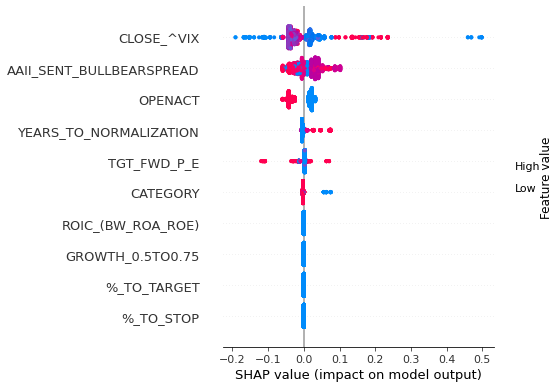 CLOSE_^VIX
AAII_SENT_BULLBEARSPREAD
OPENACT
YEARS_TO_NORMALIZATION
TGT_FWD_P_E
CATEGORY
ROIC_(BW_ROA_ROE)
GROWTH_0.5TO0.75
%_TO_TARGET
%_TO_STOP
−0.2 −0.1 0.0 0.1 0.2 0.3 0.4 0.5
SHAP value (impact on model output)
High
Low
Feature value